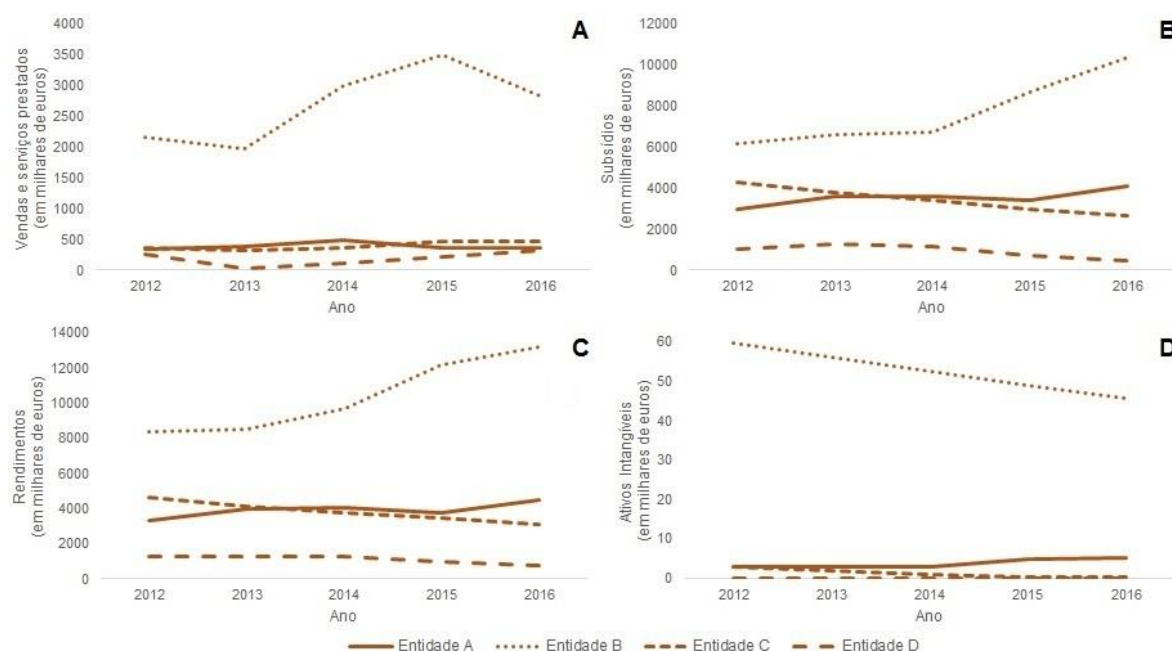 A
Vendas e serviços prestados
(em milhares de euros)
4000
3500
3000
2500
2000
1500
1000
500
0
2012 2013 2014 2015 2016
Ano
B
Subsídios
(em milhares de euros)
12000
10000
8000
6000
4000
2000
0
2012 2013 2014 2015 2016
Ano
C
Rendimentos
(em milhares de euros)
14000
12000
10000
8000
6000
4000
2000
0
2012 2013 2014 2015 2016
Ano
D
Ativos Intangíveis
(em milhares de euros)
60
50
40
30
20
10
0
2012 2013 2014 2015 2016
Ano
Entidade A Entidade B Entidade C Entidade D